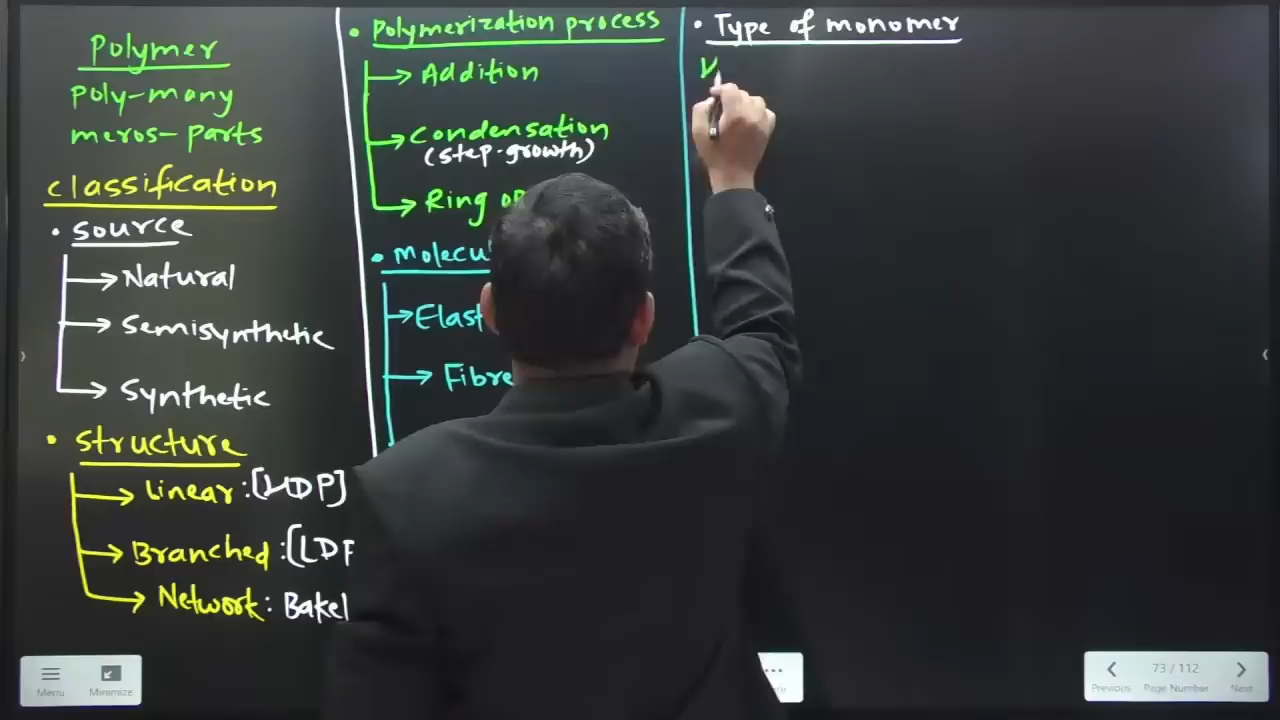 Polymer
poly-many
meros-parts
classification
• source
Natural
Semisynthetic
Synthetic
• structure
Linear :[HDP]
Branched :[LDP
Network: Bakel
• Polymerization process
Addition
Condensation
(step-growth)
Ring
• Molecu
Elast
Fibre
• Type of monomer
Menu
Minimize
Previous
73 / 112
Page Number
Next